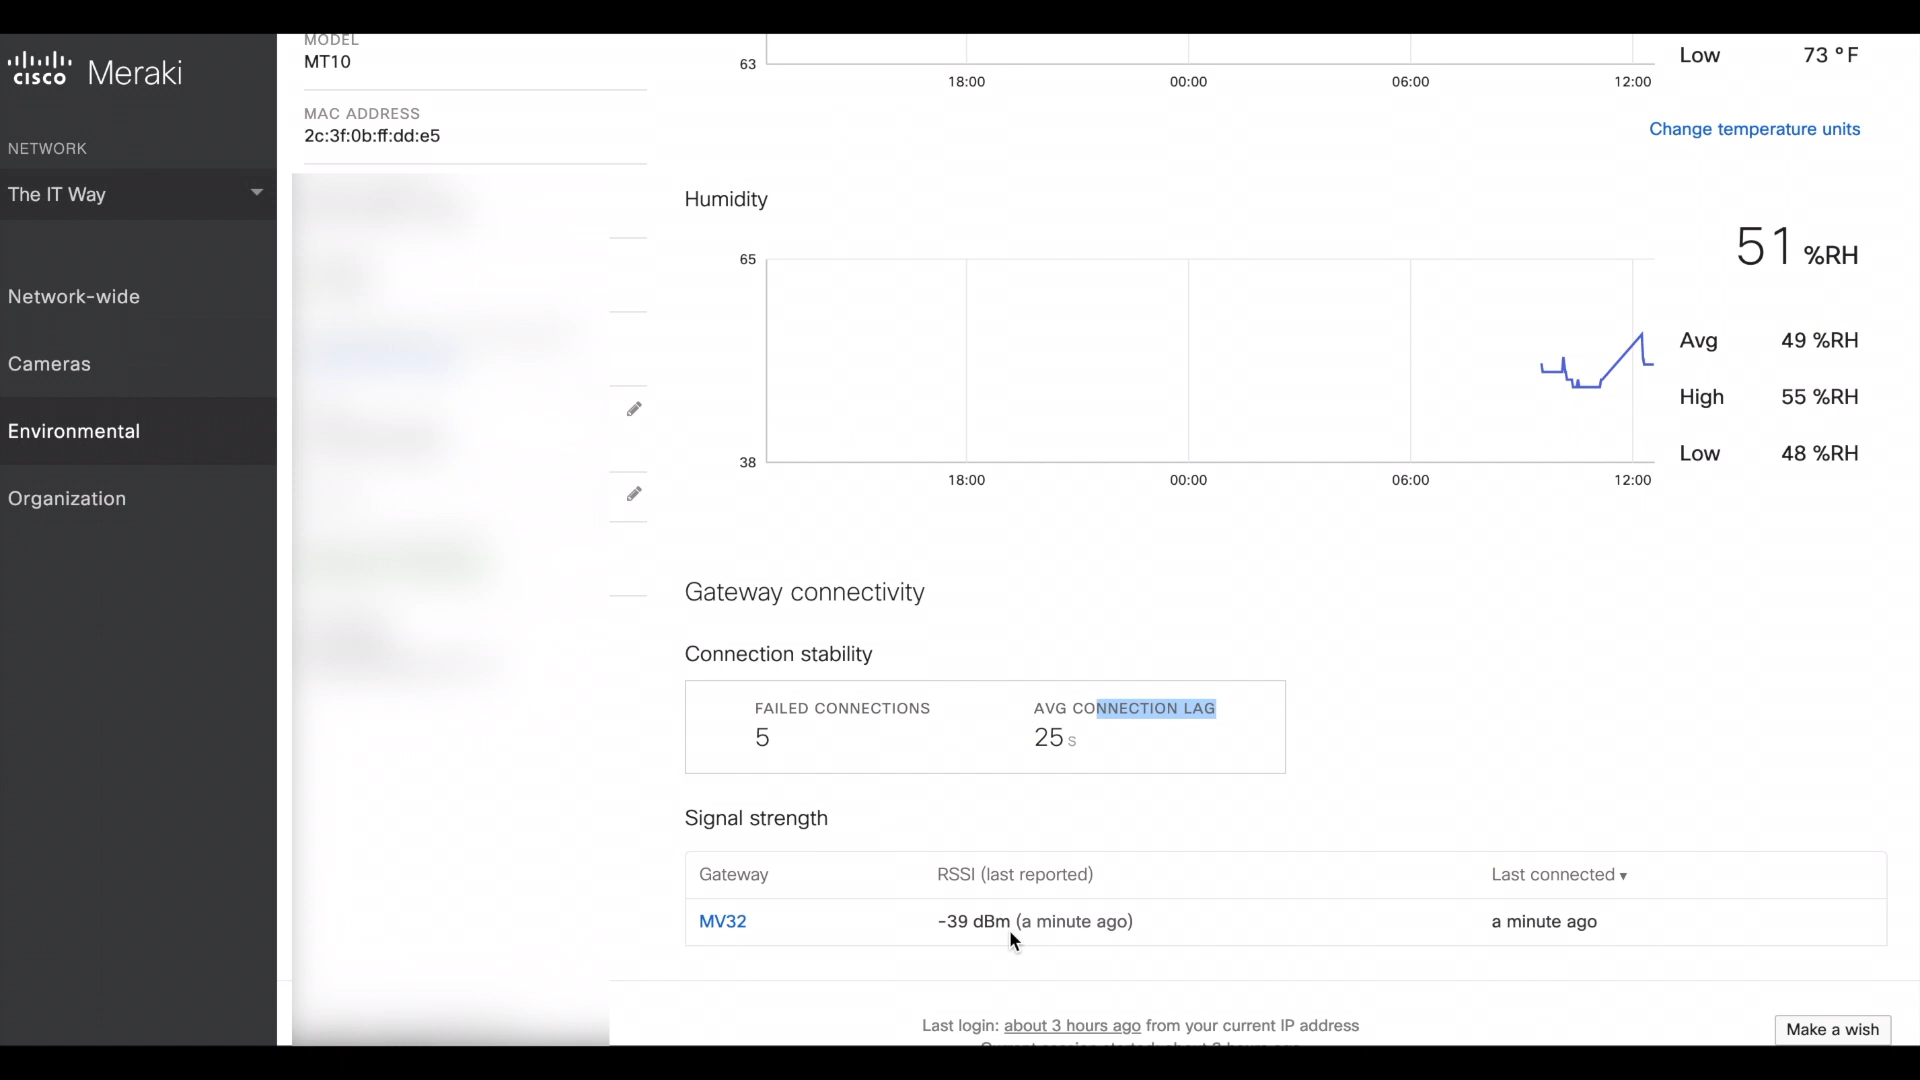 cisco Meraki
NETWORK
The IT Way
Network-wide
Cameras
Environmental
Organization
MODEL
MT10
MAC ADDRESS
2c:3f:0b:ff:dd:e5
63
18:00 00:00 06:00 12:00
Low 73 °F
Change temperature units
Humidity
65
38
18:00 00:00 06:00 12:00
51 %RH
Avg 49 %RH
High 55 %RH
Low 48 %RH
Gateway connectivity
Connection stability
FAILED CONNECTIONS AVG CONNECTION LAG
5 25 s
Signal strength
Gateway RSSI (last reported) Last connected ▾
MV32 -39 dBm (a minute ago) a minute ago
Last login: about 3 hours ago from your current IP address
Make a wish